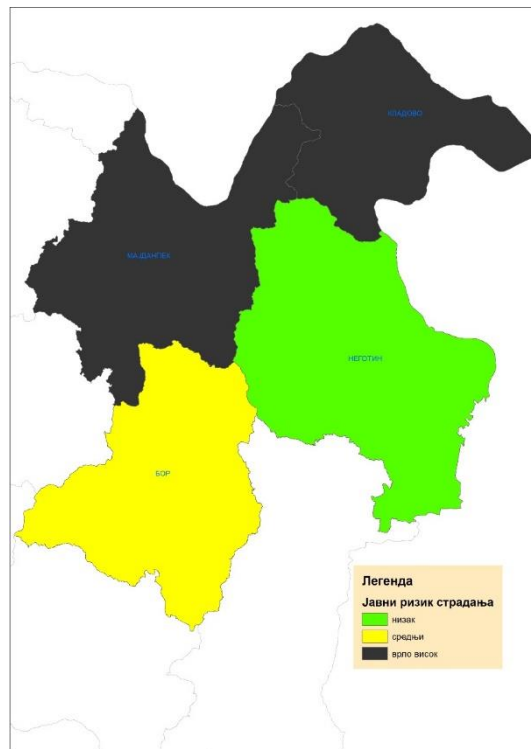 КЛАДОВО
МАЈДАНПЕК
НЕГОТИН
БОР
Легенда
Јавни ризик страдања
низак
средњи
врло висок